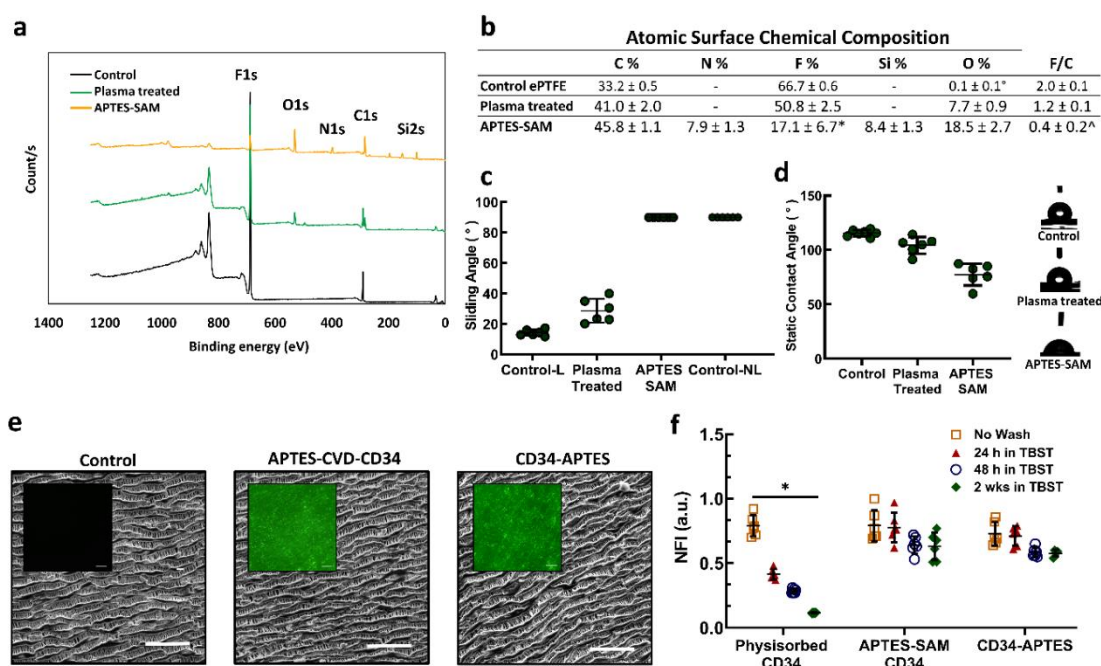 a
Control
Plasma treated
APTES-SAM
F1s
O1s
N1s
C1s
Si2s
Count/s
1400 1200 1000 800 600 400 200 0
Binding energy (eV)
b
Atomic Surface Chemical Composition
C % N % F % Si % O % F/C
Control ePTFE 33.2 ± 0.5 - 66.7 ± 0.6 - 0.1 ± 0.1° 2.0 ± 0.1
Plasma treated 41.0 ± 2.0 - 50.8 ± 2.5 - 7.7 ± 0.9 1.2 ± 0.1
APTES-SAM 45.8 ± 1.1 7.9 ± 1.3 17.1 ± 6.7* 8.4 ± 1.3 18.5 ± 2.7 0.4 ± 0.2^
c
Sliding Angle ( ° )
100
80
60
40
20
0
Control-L Plasma Treated APTES SAM Control-NL
d
Static Contact Angle ( ° )
150
100
50
0
Control Plasma Treated APTES SAM
Control
Plasma treated
APTES-SAM
e
Control
APTES-CVD-CD34
CD34-APTES
f
NFI (a.u.)
1.5
1.0
0.5
0.0
No Wash
24 h in TBST
48 h in TBST
2 wks in TBST
*
Physisorbed CD34
APTES-SAM CD34
CD34-APTES